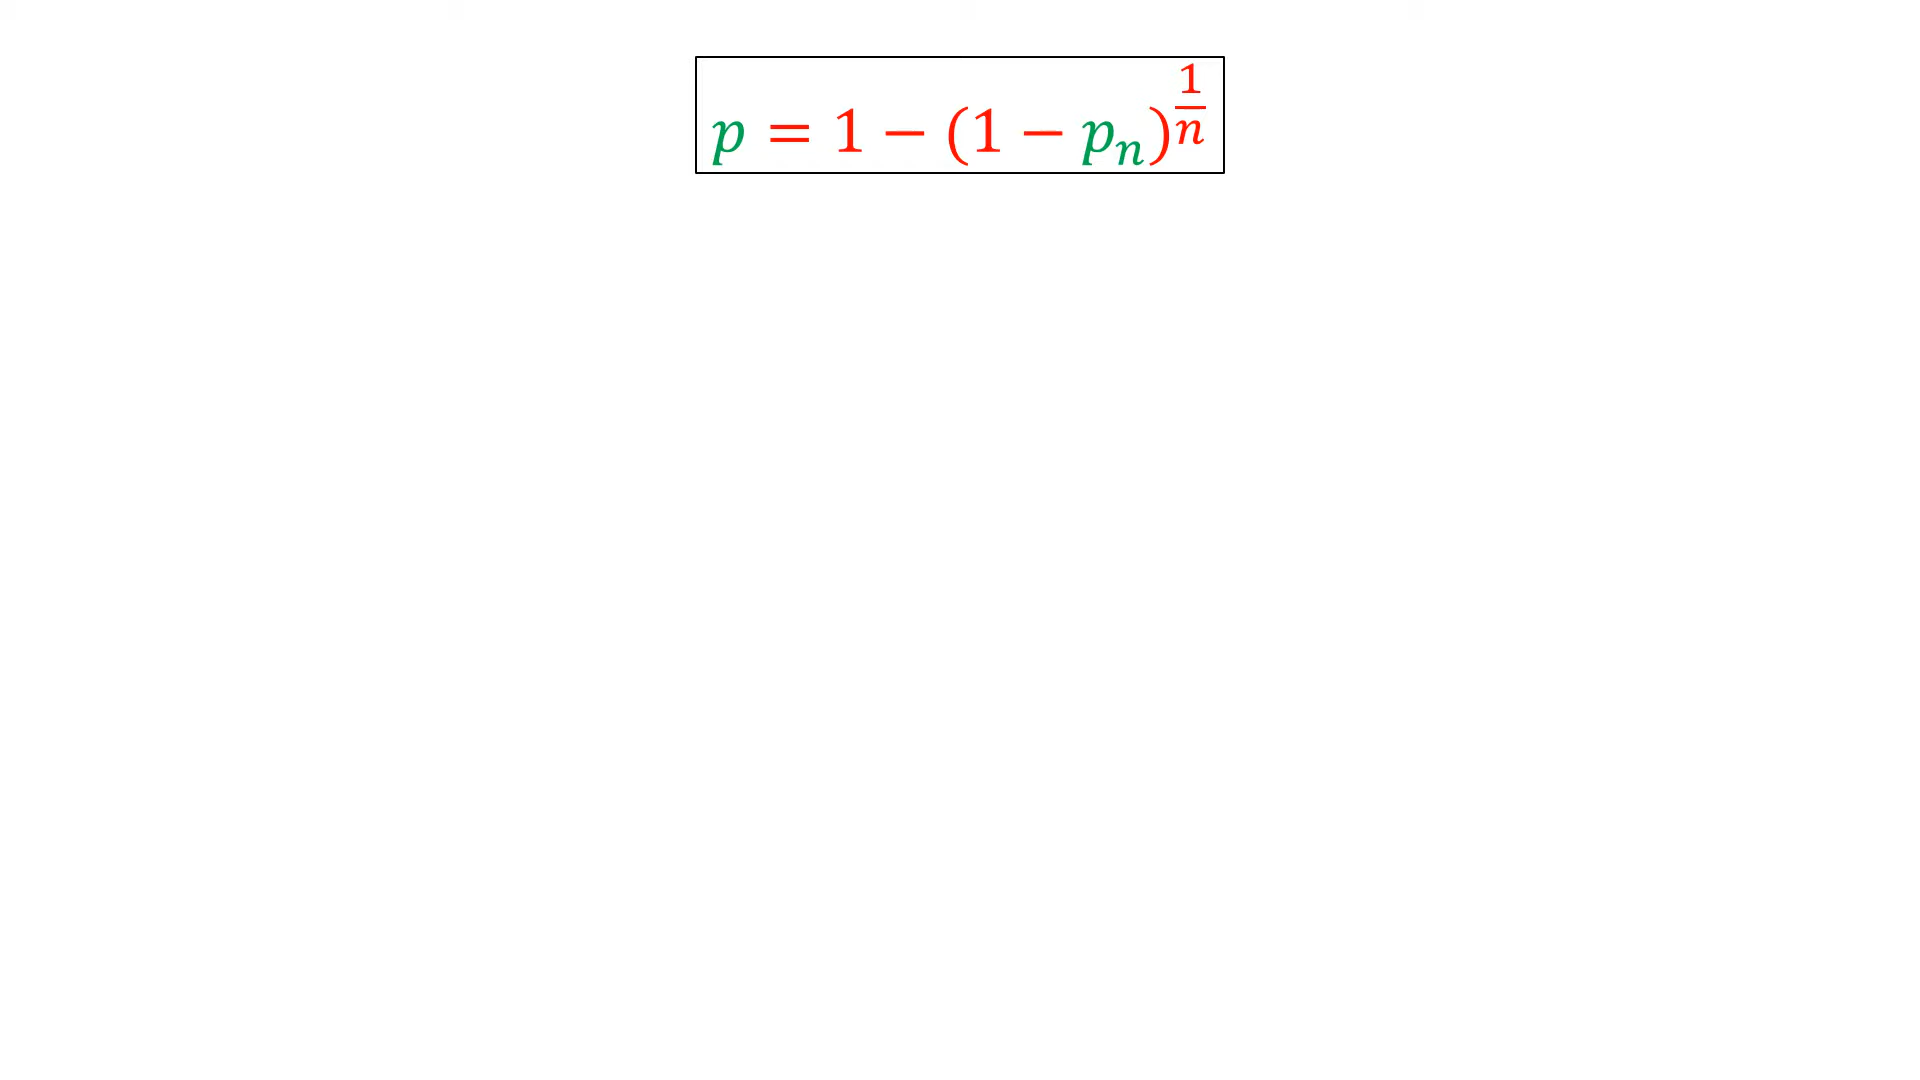 p = 1 − (1 − pₙ)^{1/n}